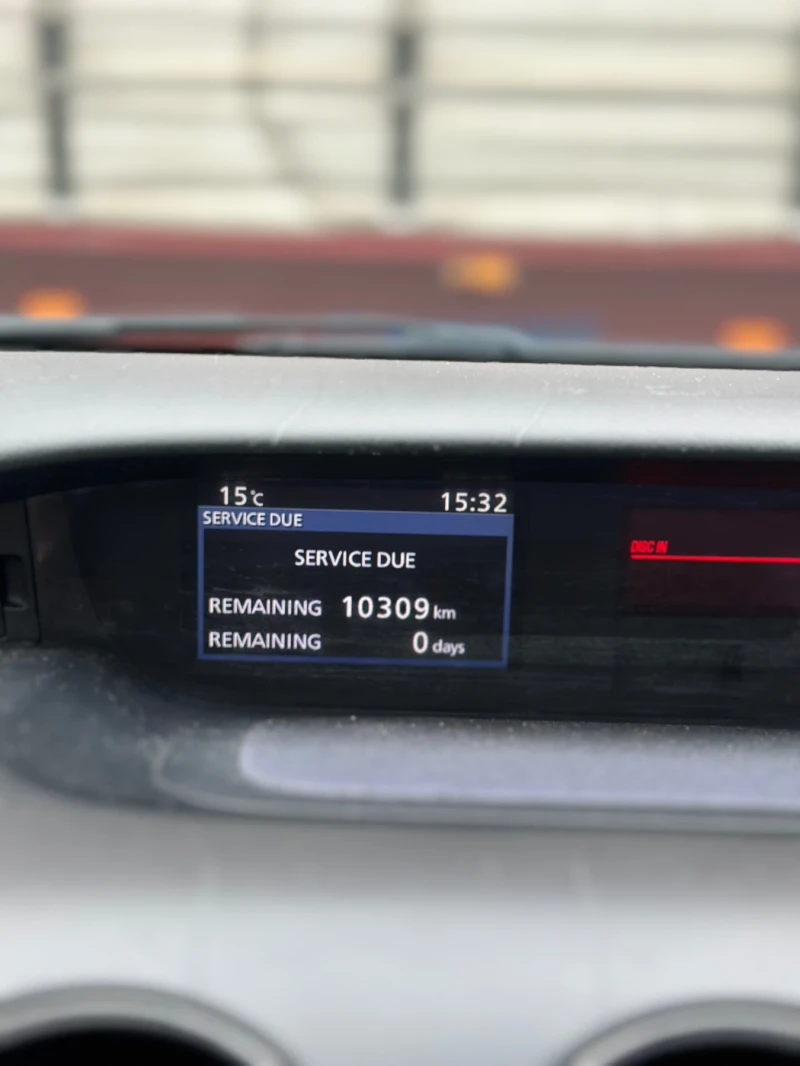 15°C 15:32
SERVICE DUE
SERVICE DUE
REMAINING 10309 km
REMAINING 0 days
DISC IN